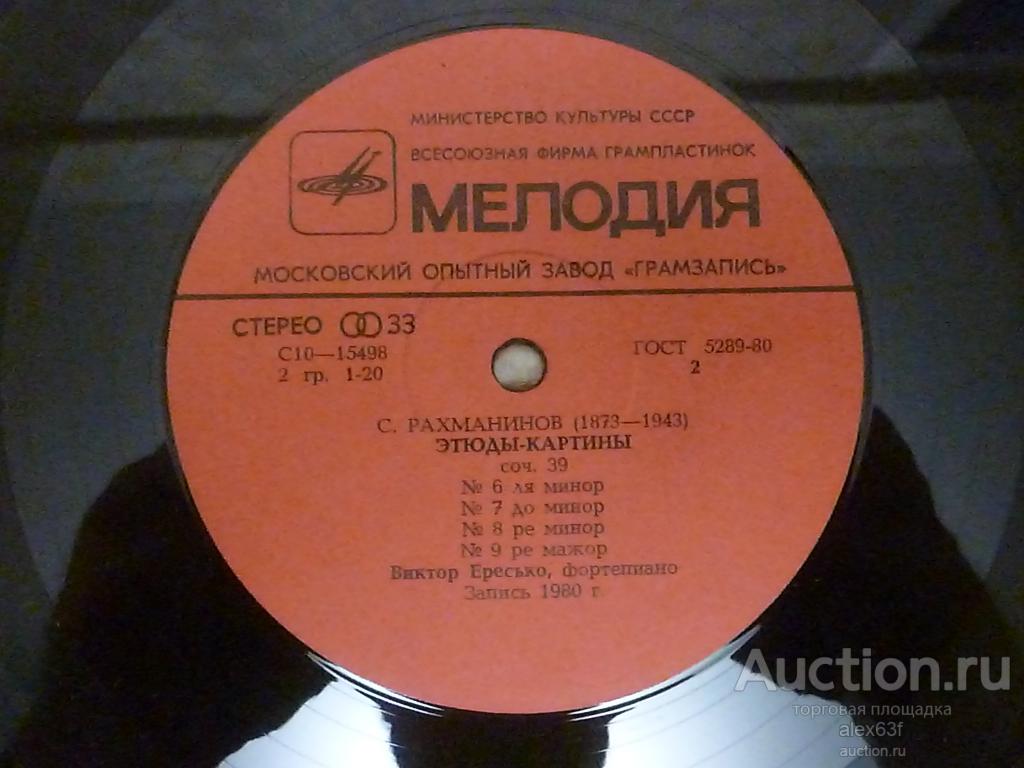 МИНИСТЕРСТВО КУЛЬТУРЫ СССР
ВСЕСОЮЗНАЯ ФИРМА ГРАМПЛАСТИНОК
МЕЛОДИЯ
МОСКОВСКИЙ ОПЫТНЫЙ ЗАВОД «ГРАМЗАПИСЬ»
СТЕРЕО 33
С10—15498
2 гр. 1-20
ГОСТ 5289-80
2
С. РАХМАНИНОВ (1873—1943)
ЭТЮДЫ-КАРТИНЫ
соч. 39
№ 6 ля минор
№ 7 до минор
№ 8 ре минор
№ 9 ре мажор
Виктор Ересько, фортепиано
Запись 1980 г.
Auction.ru
торговая площадка
alex63f
auction.ru